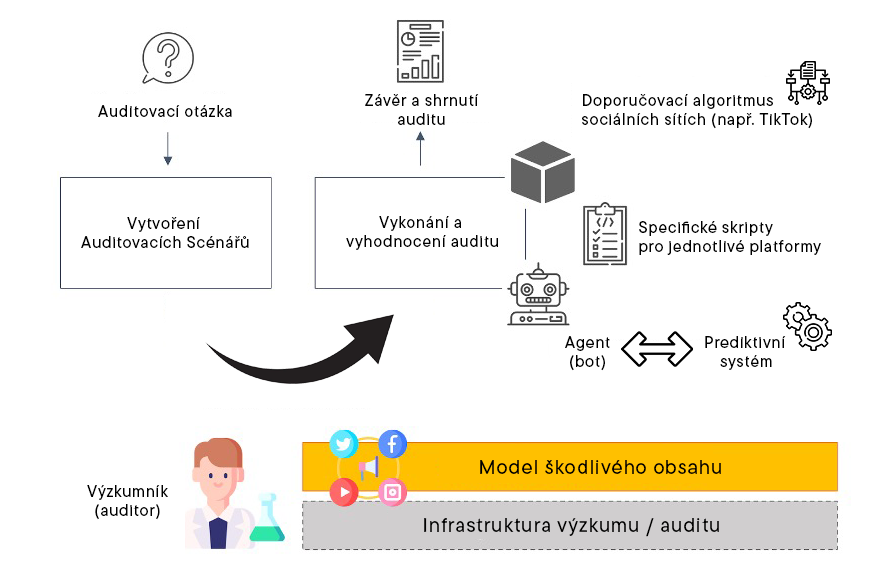 Auditovací otázka
Závěr a shrnutí
auditu
Doporučovací algoritmus
sociálních sítích (např. TikTok)
Vytvoření
Auditovacích Scénářů
Vykonání a
vyhodnocení auditu
Specifické skripty
pro jednotlivé platformy
Agent
(bot)
Prediktivní
systém
Výzkumník
(auditor)
Model škodlivého obsahu
Infrastruktura výzkumu / auditu